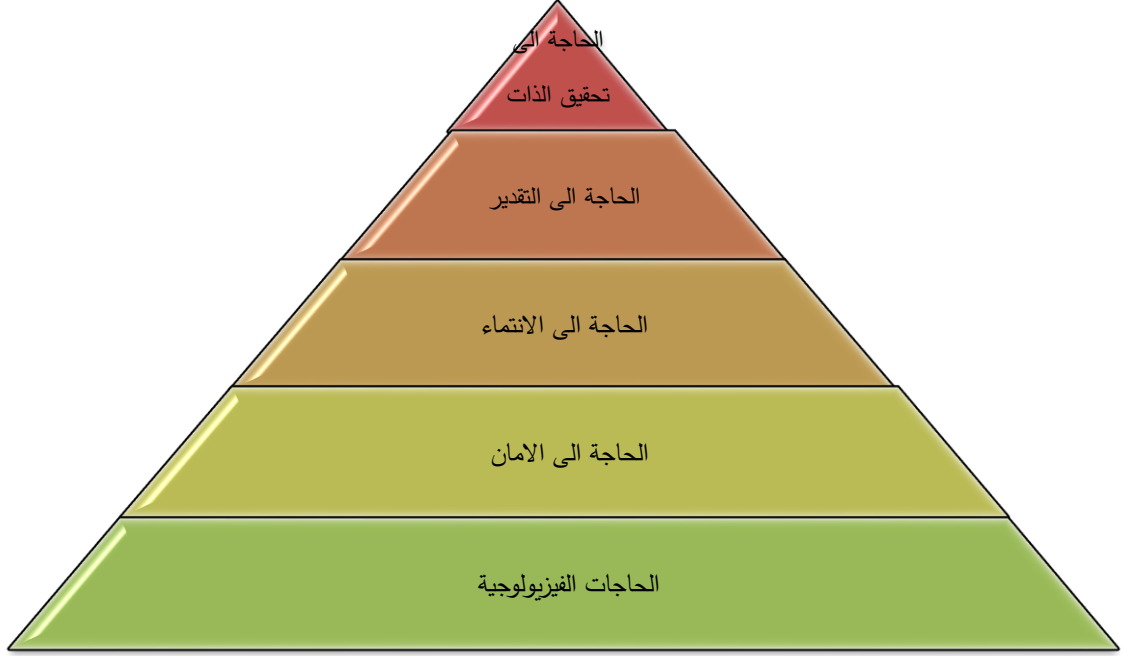 الحاجة الى
تحقيق الذات
الحاجة الى التقدير
الحاجة الى الانتماء
الحاجة الى الامان
الحاجات الفيزيولوجية